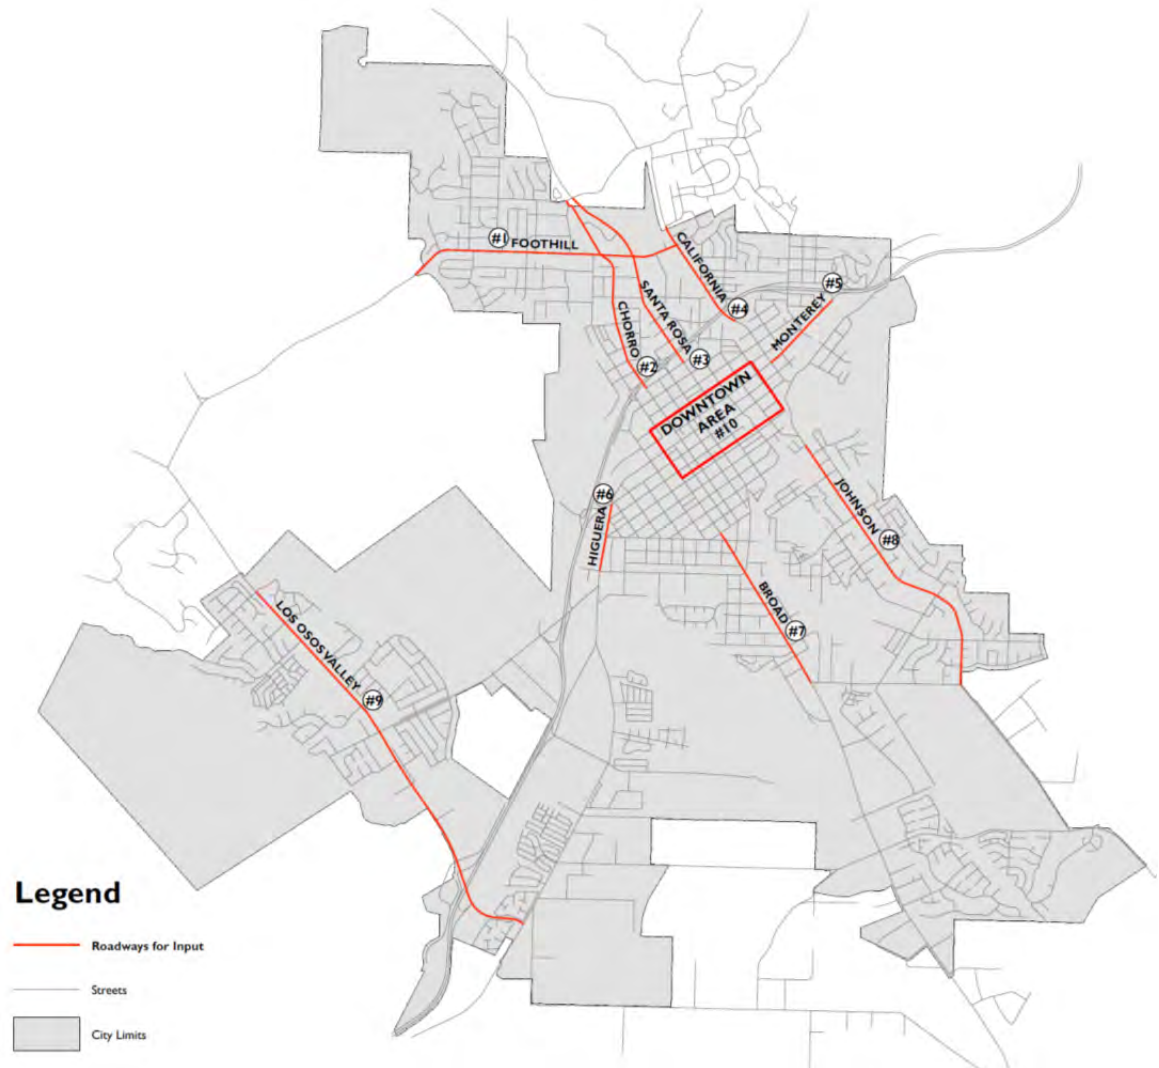 #1 FOOTHILL
CALIFORNIA
#4
#5
MONTEREY
SANTA ROSA
#3
CHORRO
#2
DOWNTOWN
AREA
#10
#6
HIGUERA
JOHNSON
#8
BROAD
#7
LOS OSOS VALLEY
#9
Legend
Roadways for Input
Streets
City Limits